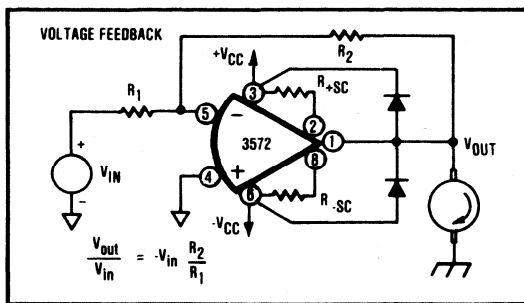 VOLTAGE FEEDBACK
+VCC
R2
R1
R+SC
3
5
−
2
1
3572
VOUT
+
VIN
−
4
+
8
6
R-SC
-VCC
Vout / Vin = -Vin R2 / R1